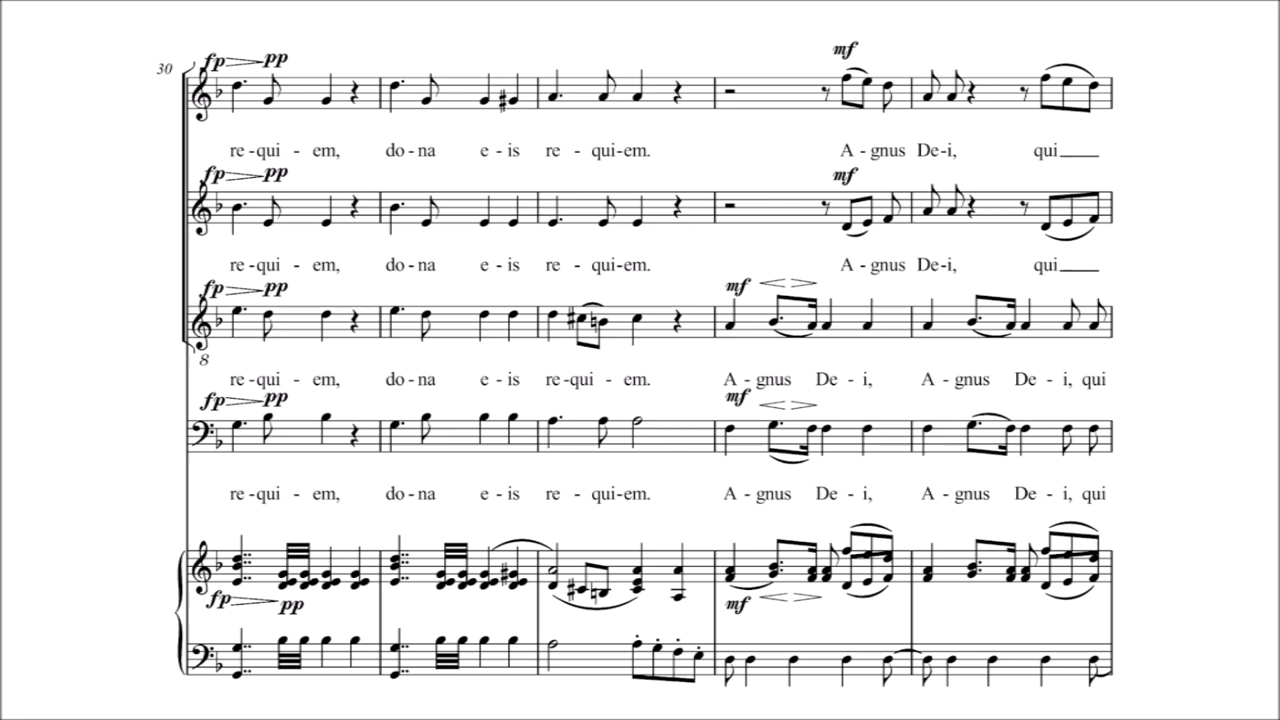 30
fp pp
mf
re - qui - em, do - na e - is re - qui-em. A - gnus De-i, qui
fp pp
mf
re - qui - em, do - na e - is re - qui-em. A - gnus De-i, qui
fp pp
mf
8
re - qui - em, do - na e - is re-qui - em. A - gnus De - i, A - gnus De - i, qui
fp pp
mf
re - qui - em, do - na e - is re - qui-em. A - gnus De - i, A - gnus De - i, qui
fp pp
mf